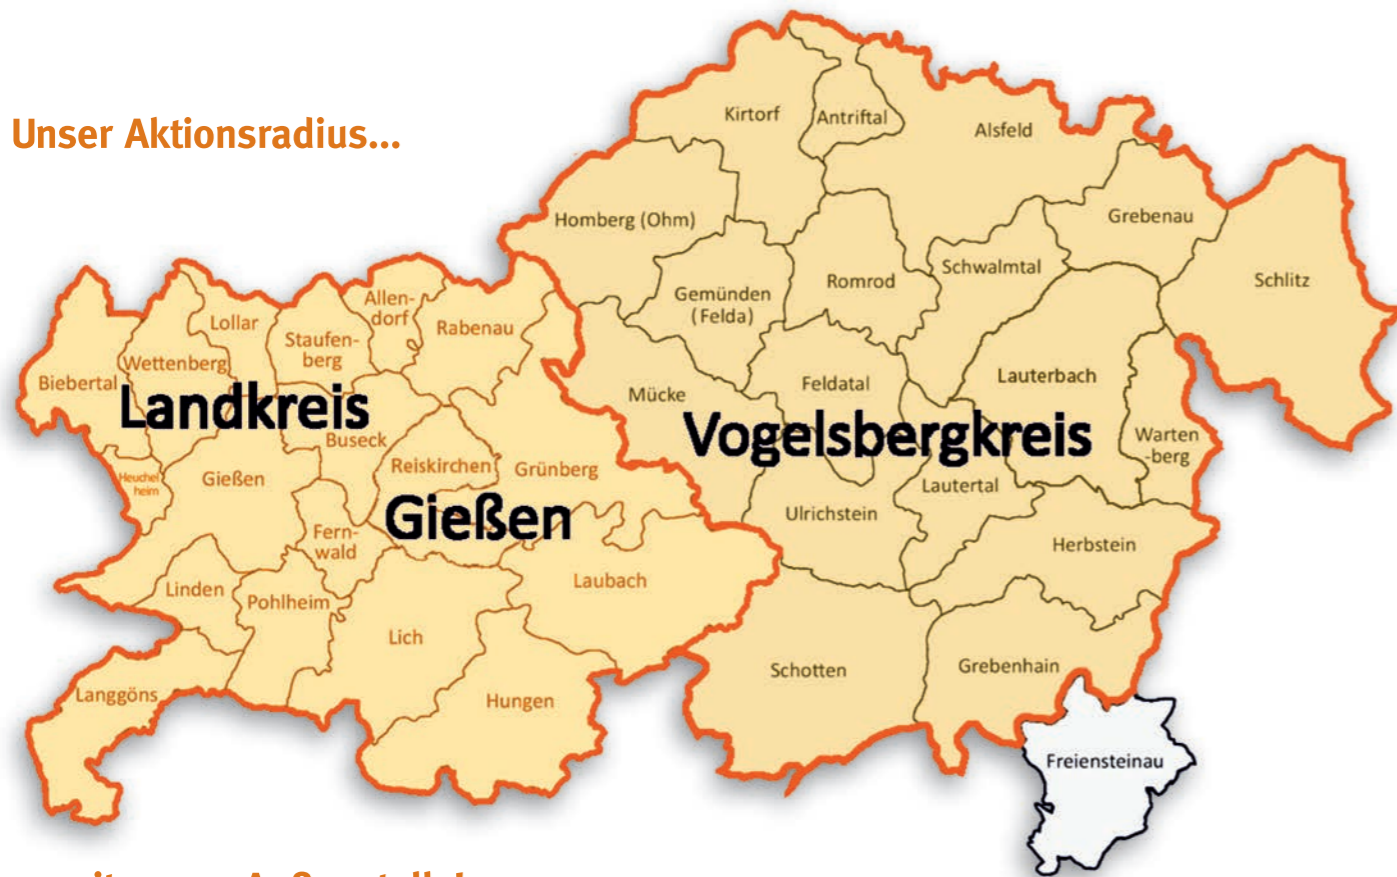 Unser Aktionsradius...
Kirtorf
Antriftal
Alsfeld
Homberg (Ohm)
Grebenau
Gemünden
(Felda)
Romrod
Schwalmtal
Schlitz
Allen-
dorf
Lollar
Staufen-
berg
Rabenau
Wettenberg
Biebertal
Landkreis
Mücke
Feldatal
Lauterbach
Vogelsbergkreis
Warten
-berg
Buseck
Reiskirchen
Grünberg
Heuchel
heim
Gießen
Gießen
Lautertal
Ulrichstein
Fern-
wald
Herbstein
Linden
Pohlheim
Laubach
Lich
Schotten
Grebenhain
Langgöns
Hungen
Freiensteinau